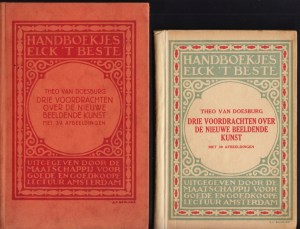 HANDBOEKJES
ELCK 'T BESTE
THEO VAN DOESBURG
DRIE VOORDRACHTEN
OVER DE NIEUWE
BEELDENDE KUNST
MET 29 AFBEELDINGEN
UITGEGEVEN DOOR DE
MAATSCHAPPIJ VOOR
GOEDE EN GOEDKOOPE
LECTUUR AMSTERDAM
HANDBOEKJES
ELCK 'T BESTE
THEO VAN DOESBURG
DRIE VOORDRACHTEN OVER
DE NIEUWE BEELDENDE
KUNST
MET 29 AFBEELDINGEN
UITGEGEVEN DOOR DE
MAATSCHAPPIJ VOOR
GOEDE EN GOEDKOOPE
LECTUUR AMSTERDAM